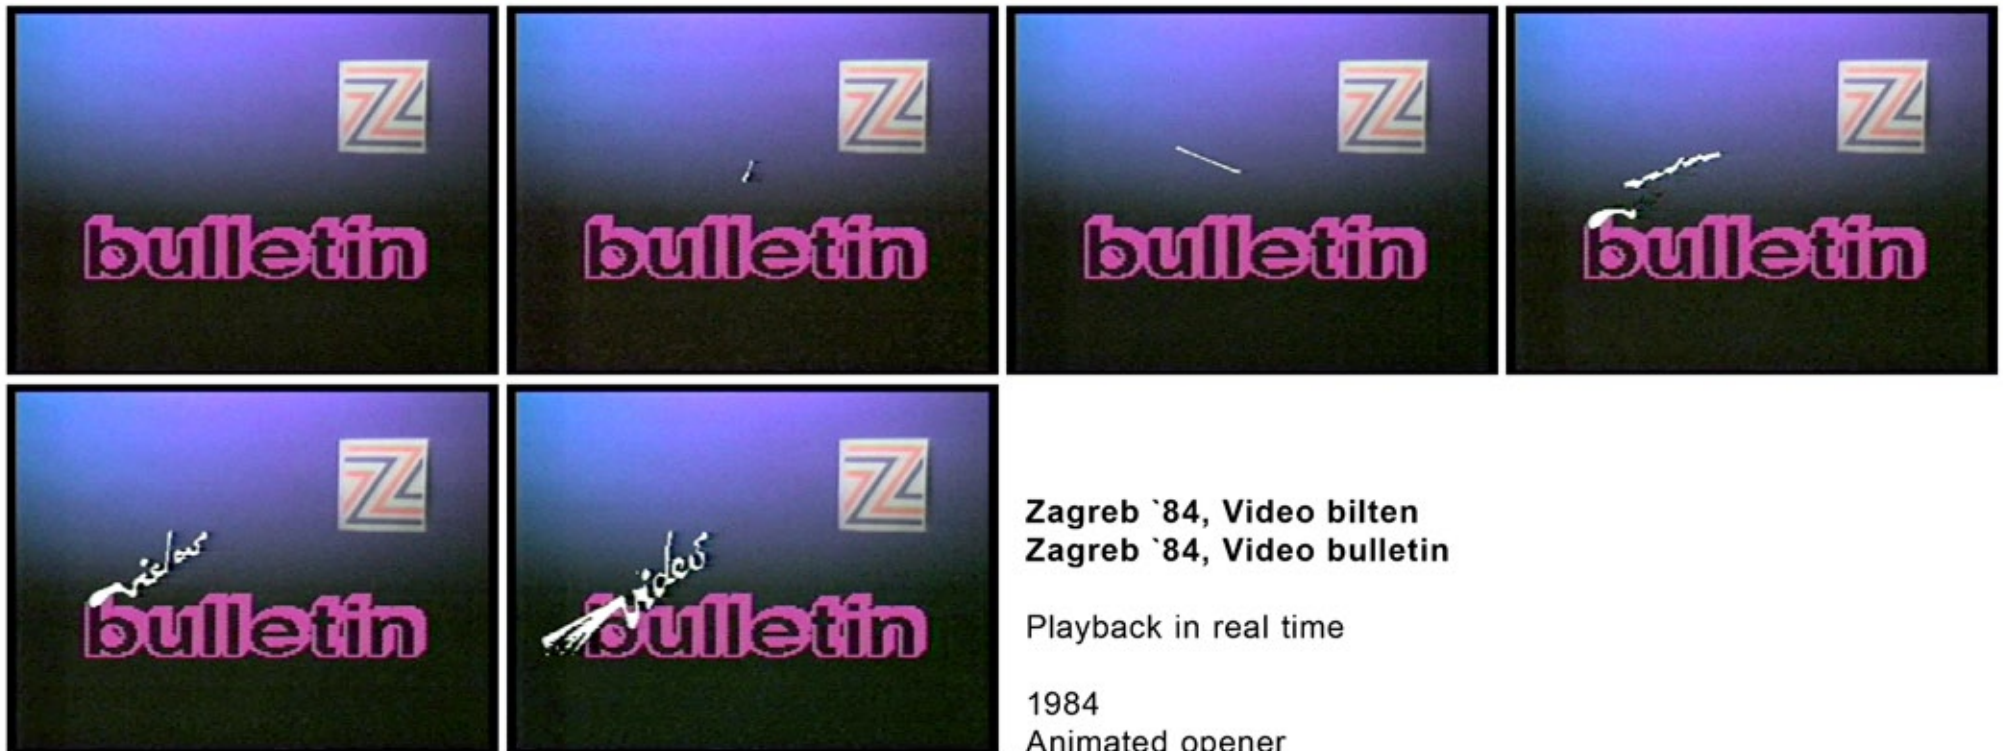 Z
bulletin
Z
bulletin
Z
bulletin
Z
bulletin
Z
video
bulletin
Z
video
bulletin
Zagreb `84, Video bilten
Zagreb `84, Video bulletin
Playback in real time
1984
Animated opener